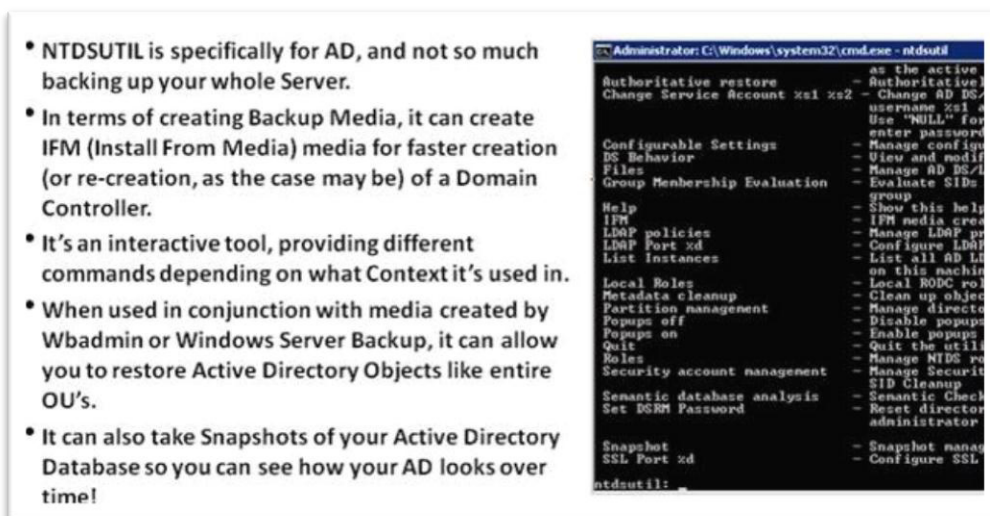 • NTDSUTIL is specifically for AD, and not so much
backing up your whole Server.
• In terms of creating Backup Media, it can create
IFM (Install From Media) media for faster creation
(or re-creation, as the case may be) of a Domain
Controller.
• It's an interactive tool, providing different
commands depending on what Context it's used in.
• When used in conjunction with media created by
Wbadmin or Windows Server Backup, it can allow
you to restore Active Directory Objects like entire
OU's.
• It can also take Snapshots of your Active Directory
Database so you can see how your AD looks over
time!
Administrator: C:\Windows\system32\cmd.exe - ntdsutil
as the active
Authoritative restore - Authoritativel
Change Service Account %s1 %s2 - Change AD DS/
username %s1 a
Use "NULL" for
enter password
Configurable Settings - Manage configu
DS Behavior - View and modif
Files - Manage AD DS/L
Group Membership Evaluation - Evaluate SIDs
group
Help - Show this help
IFM - IFM media crea
LDAP policies - Manage LDAP pr
LDAP Port %d - Configure LDAP
List Instances - List all AD LD
on this machin
Local Roles - Local RODC rol
Metadata cleanup - Clean up objec
Partition management - Manage directo
Popups off - Disable popups
Popups on - Enable popups
Quit - Quit the utili
Roles - Manage NTDS ro
Security account management - Manage Securit
SID Cleanup
Semantic database analysis - Semantic Check
Set DSRM Password - Reset director
administrator
Snapshot - Snapshot manag
SSL Port %d - Configure SSL
ntdsutil: _